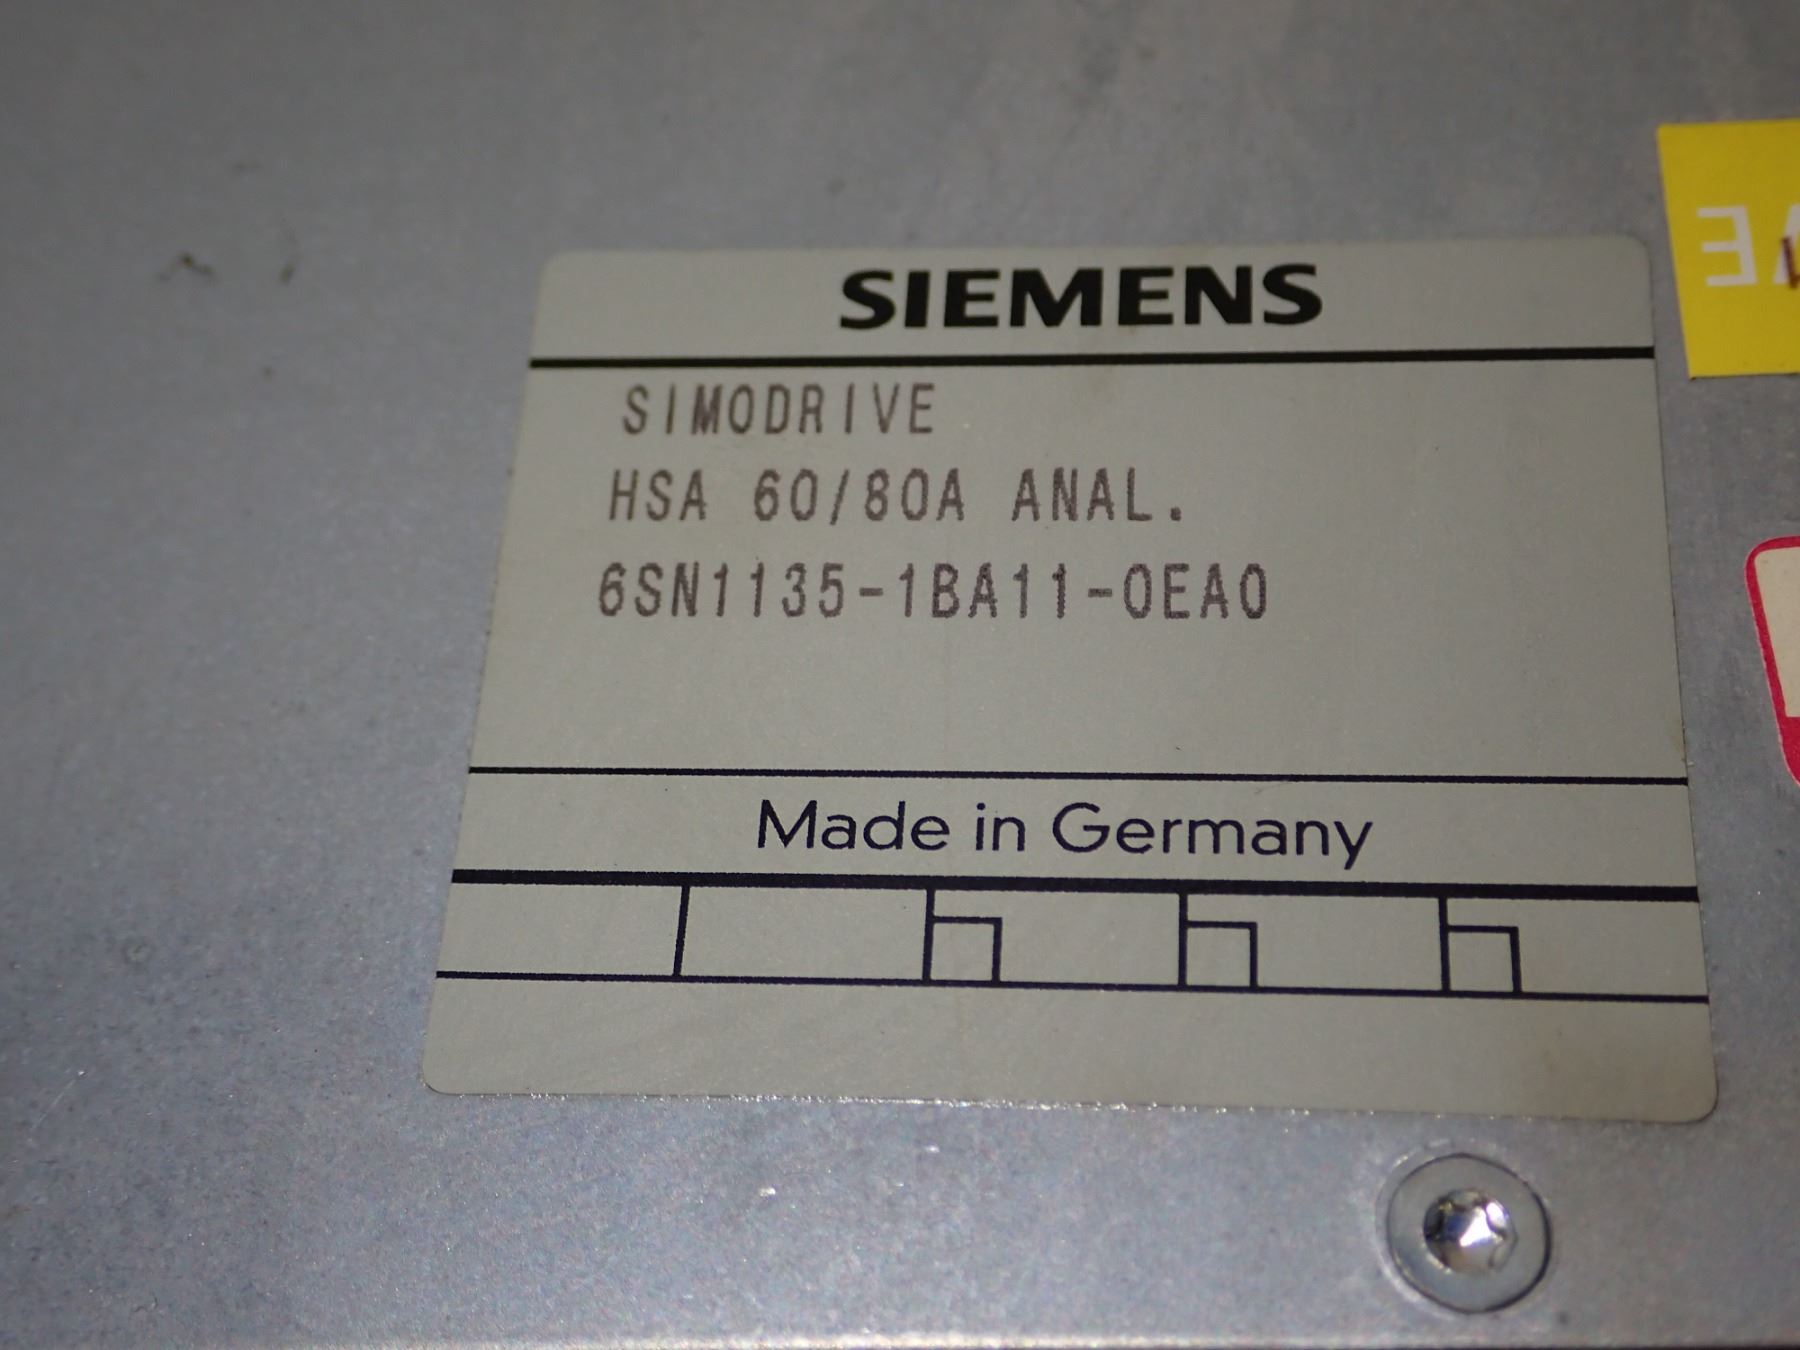 SIEMENS
SIMODRIVE
HSA 60/80A ANAL.
6SN1135-1BA11-0EA0
Made in Germany